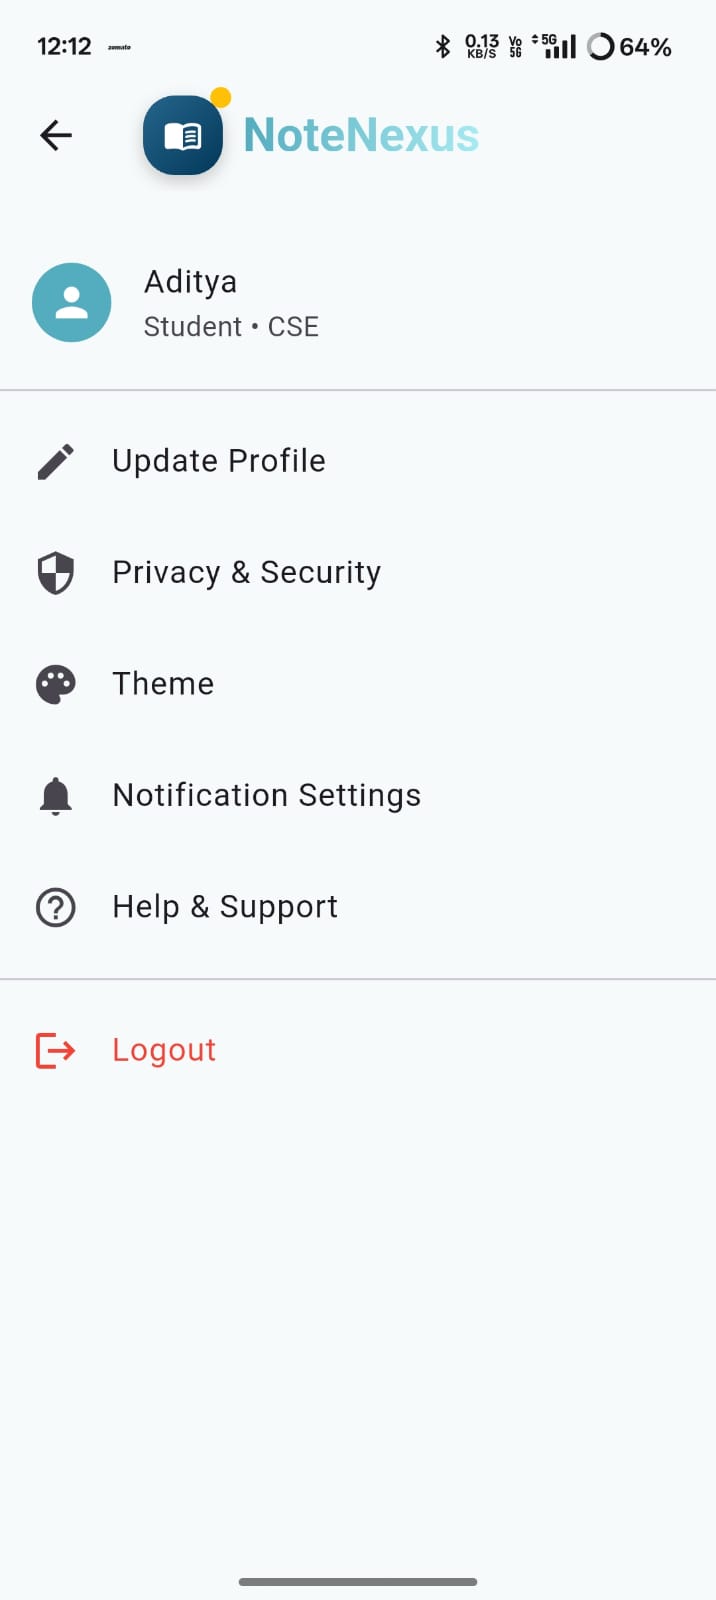 12:12 zomato 0.13 KB/S Vo 5G 5G 64%
NoteNexus
Aditya
Student • CSE
Update Profile
Privacy & Security
Theme
Notification Settings
Help & Support
Logout